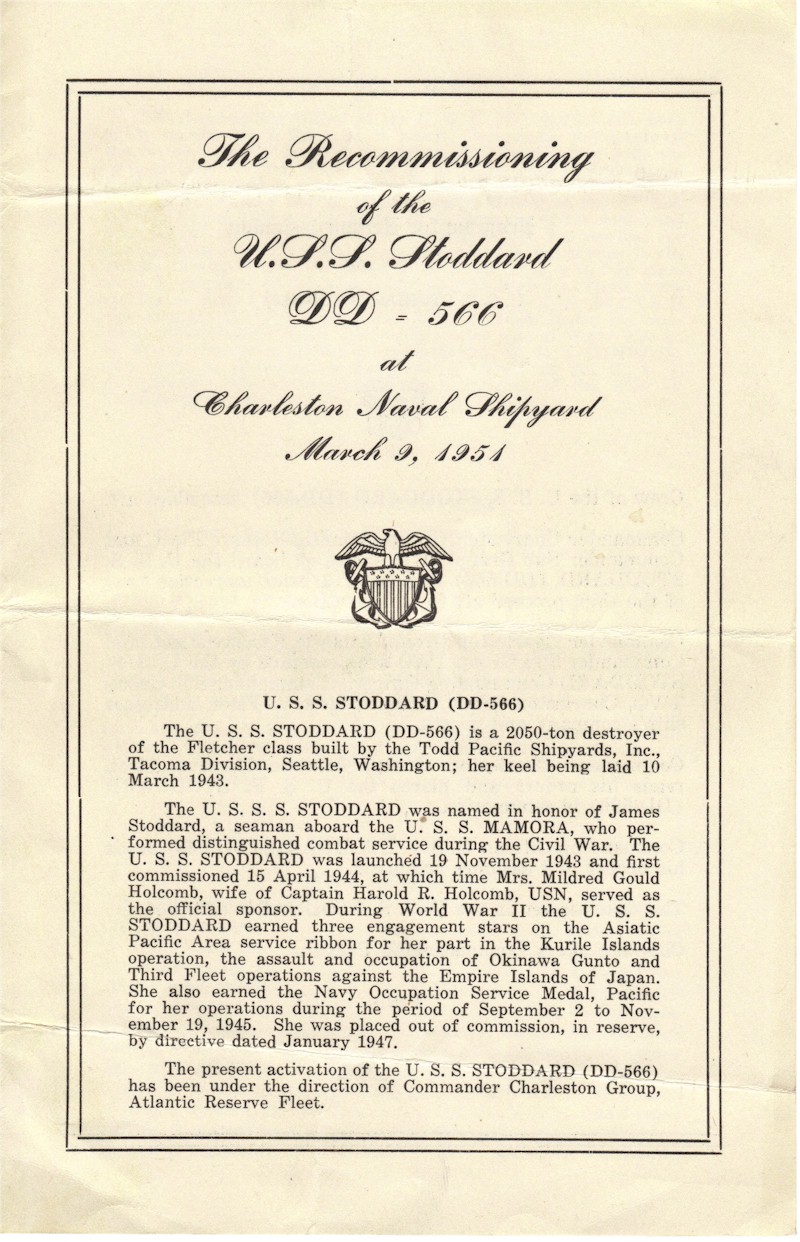 The Recommissioning
of the
U.S.S. Stoddard
DD = 566
at
Charleston Naval Shipyard
March 9, 1951
U. S. S. STODDARD (DD-566)
The U. S. S. STODDARD (DD-566) is a 2050-ton destroyer
of the Fletcher class built by the Todd Pacific Shipyards, Inc.,
Tacoma Division, Seattle, Washington; her keel being laid 10
March 1943.
The U. S. S. S. STODDARD was named in honor of James
Stoddard, a seaman aboard the U. S. S. MAMORA, who per-
formed distinguished combat service during the Civil War. The
U. S. S. STODDARD was launched 19 November 1943 and first
commissioned 15 April 1944, at which time Mrs. Mildred Gould
Holcomb, wife of Captain Harold R. Holcomb, USN, served as
the official sponsor. During World War II the U. S. S.
STODDARD earned three engagement stars on the Asiatic
Pacific Area service ribbon for her part in the Kurile Islands
operation, the assault and occupation of Okinawa Gunto and
Third Fleet operations against the Empire Islands of Japan.
She also earned the Navy Occupation Service Medal, Pacific
for her operations during the period of September 2 to Nov-
ember 19, 1945. She was placed out of commission, in reserve,
by directive dated January 1947.
The present activation of the U. S. S. STODDARD (DD-566)
has been under the direction of Commander Charleston Group,
Atlantic Reserve Fleet.